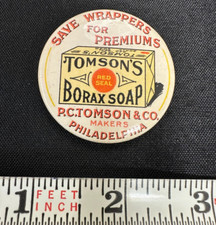 SAVE WRAPPERS
FOR
PREMIUMS
TOMSON'S
RED
SEAL
BORAX SOAP
P.C. TOMSON & CO.
MAKERS
PHILADELPHIA
1 FEET 2 3
INCH